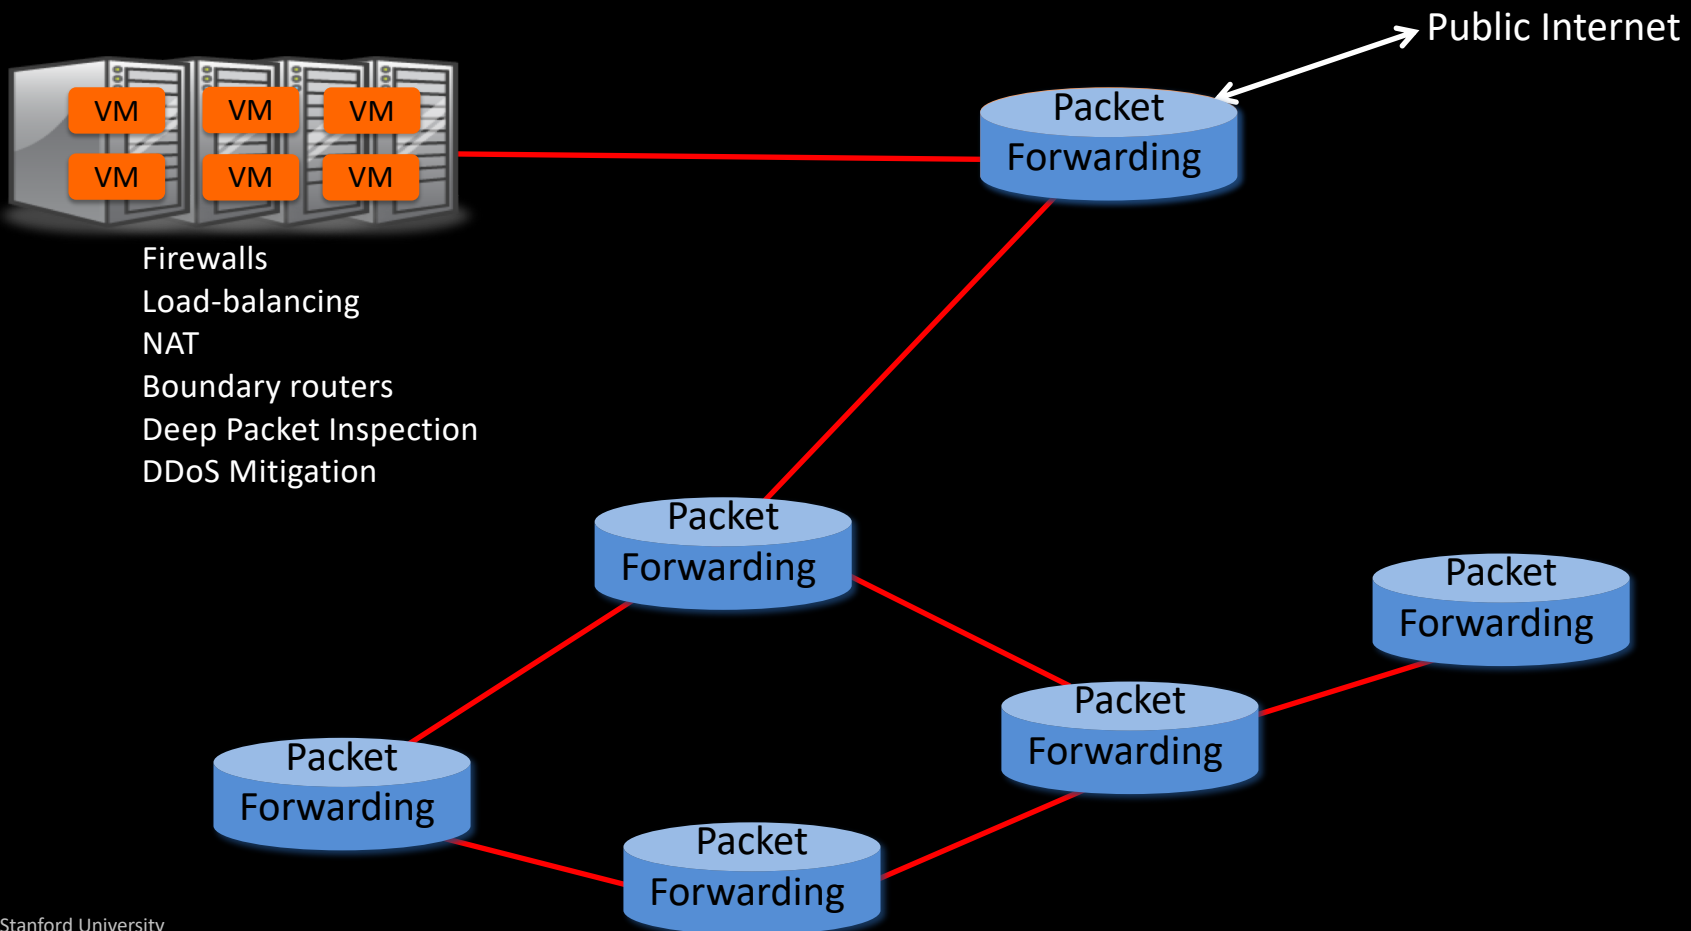 Public Internet
VM VM VM
VM VM VM
Packet
Forwarding
Firewalls
Load-balancing
NAT
Boundary routers
Deep Packet Inspection
DDoS Mitigation
Packet
Forwarding
Packet
Forwarding
Packet
Forwarding
Packet
Forwarding
Packet
Forwarding
Stanford University